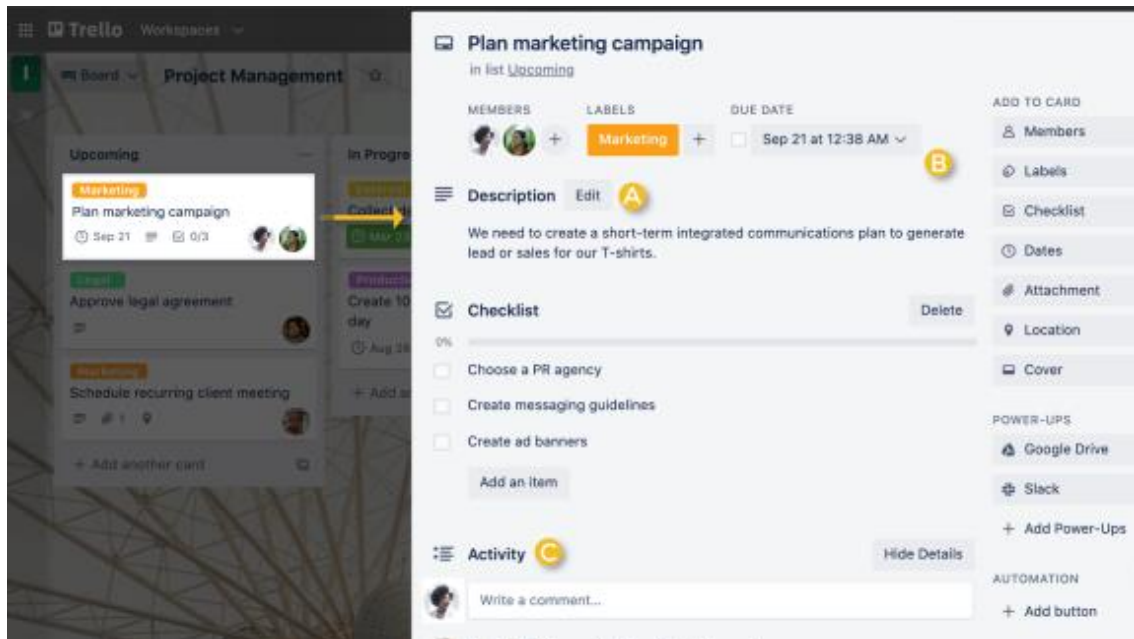 Trello Workspaces
Board Project Management
Upcoming
Marketing
Plan marketing campaign
Sep 21 0/3
Legal
Approve legal agreement
Marketing
Schedule recurring client meeting
1
+ Add another card
In Progre
Create 10
day
Aug 28
+ Add
Plan marketing campaign
in list Upcoming
MEMBERS LABELS DUE DATE
+ Marketing + Sep 21 at 12:38 AM
B
Description Edit A
We need to create a short-term integrated communications plan to generate
lead or sales for our T-shirts.
Checklist Delete
0%
Choose a PR agency
Create messaging guidelines
Create ad banners
Add an item
Activity C Hide Details
Write a comment...
ADD TO CARD
Members
Labels
Checklist
Dates
Attachment
Location
Cover
POWER-UPS
Google Drive
Slack
+ Add Power-Ups
AUTOMATION
+ Add button